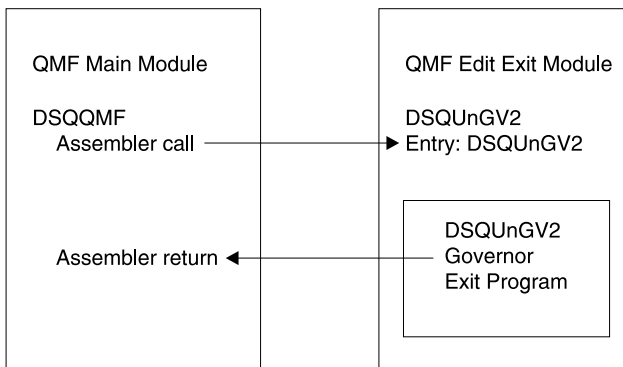 QMF Main Module
DSQQMF
Assembler call
Assembler return
QMF Edit Exit Module
DSQUnGV2
Entry: DSQUnGV2
DSQUnGV2
Governor
Exit Program